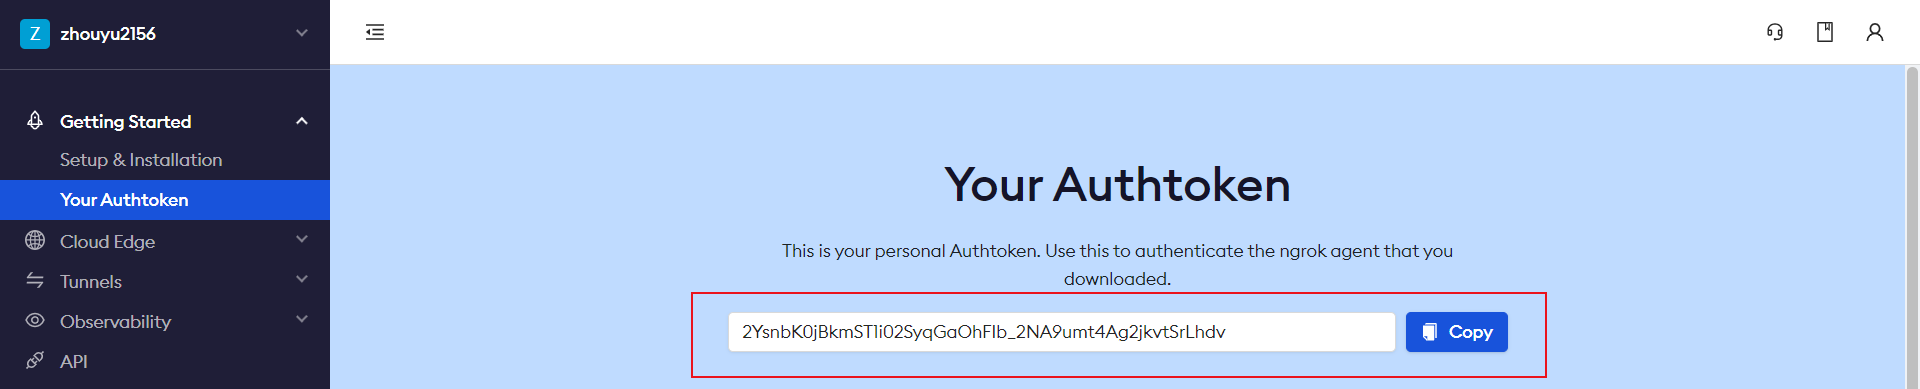 Z zhouyu2156
Getting Started
Setup & Installation
Your Authtoken
Cloud Edge
Tunnels
Observability
API
Your Authtoken
This is your personal Authtoken. Use this to authenticate the ngrok agent that you
downloaded.
2YsnbK0jBkmST1i02SyqGaOhFIb_2NA9umt4Ag2jkvtSrLhdv
Copy